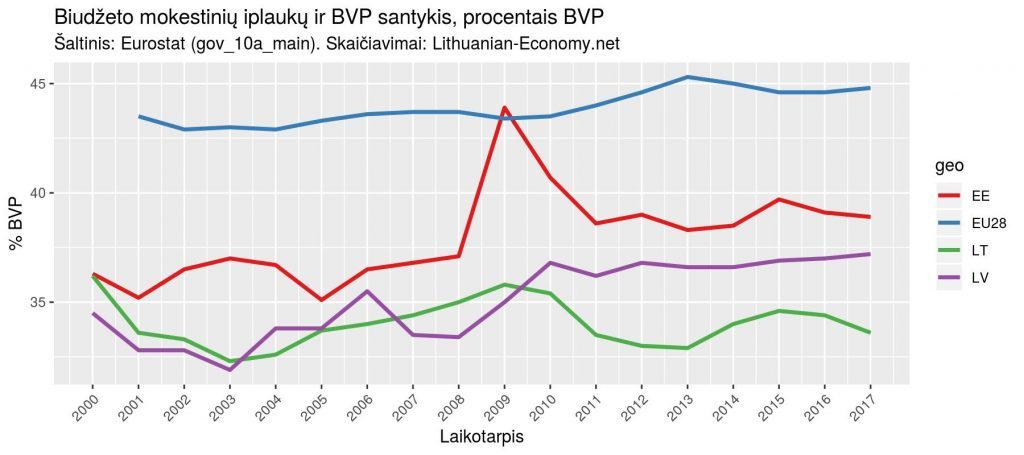 Biudžeto mokestinių iplaukų ir BVP santykis, procentais BVP
Šaltinis: Eurostat (gov_10a_main). Skaičiavimai: Lithuanian-Economy.net
45
40
35
% BVP
2000
2001
2002
2003
2004
2005
2006
2007
2008
2009
2010
2011
2012
2013
2014
2015
2016
2017
Laikotarpis
geo
EE
EU28
LT
LV